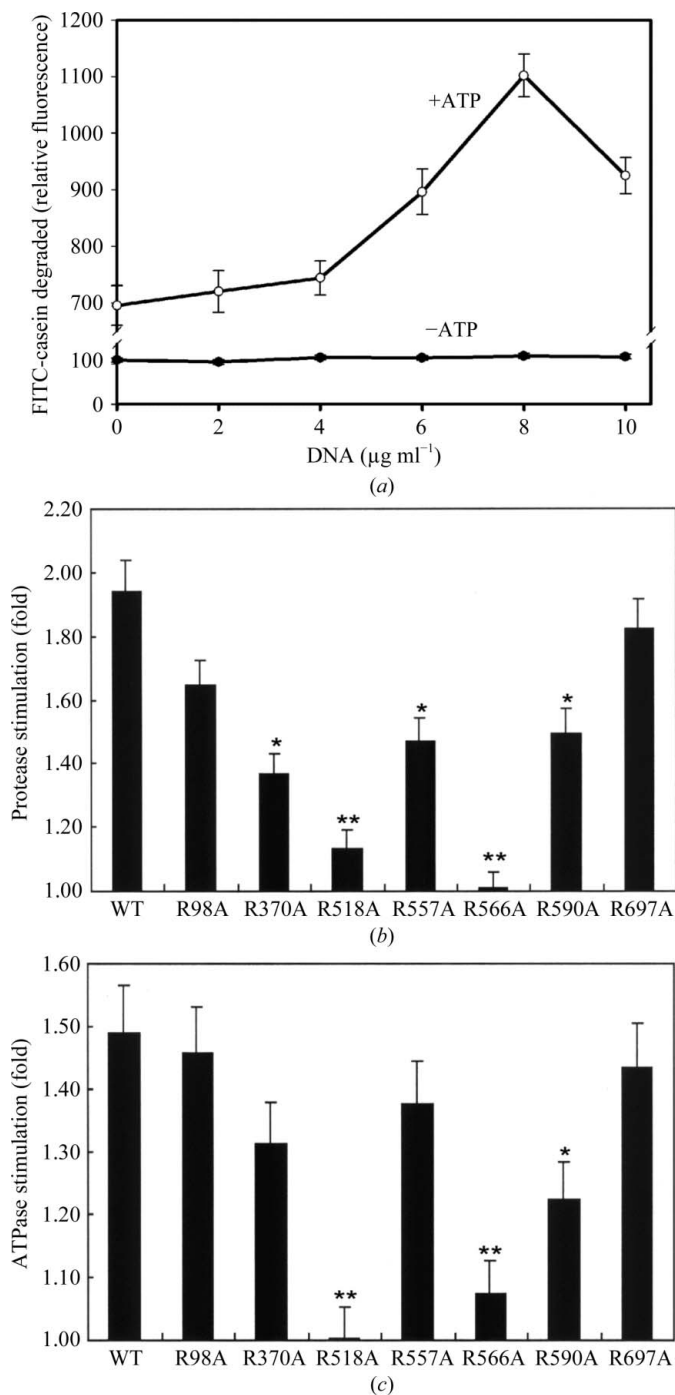 FITC-casein degraded (relative fluorescence)
1200
1100
1000
900
800
700
100
0
+ATP
−ATP
0 2 4 6 8 10
DNA (µg ml⁻¹)
(a)
Protease stimulation (fold)
2.20
2.00
1.80
1.60
1.40
1.20
1.00
* ** * ** *
WT R98A R370A R518A R557A R566A R590A R697A
(b)
ATPase stimulation (fold)
1.60
1.50
1.40
1.30
1.20
1.10
1.00
** ** *
WT R98A R370A R518A R557A R566A R590A R697A
(c)